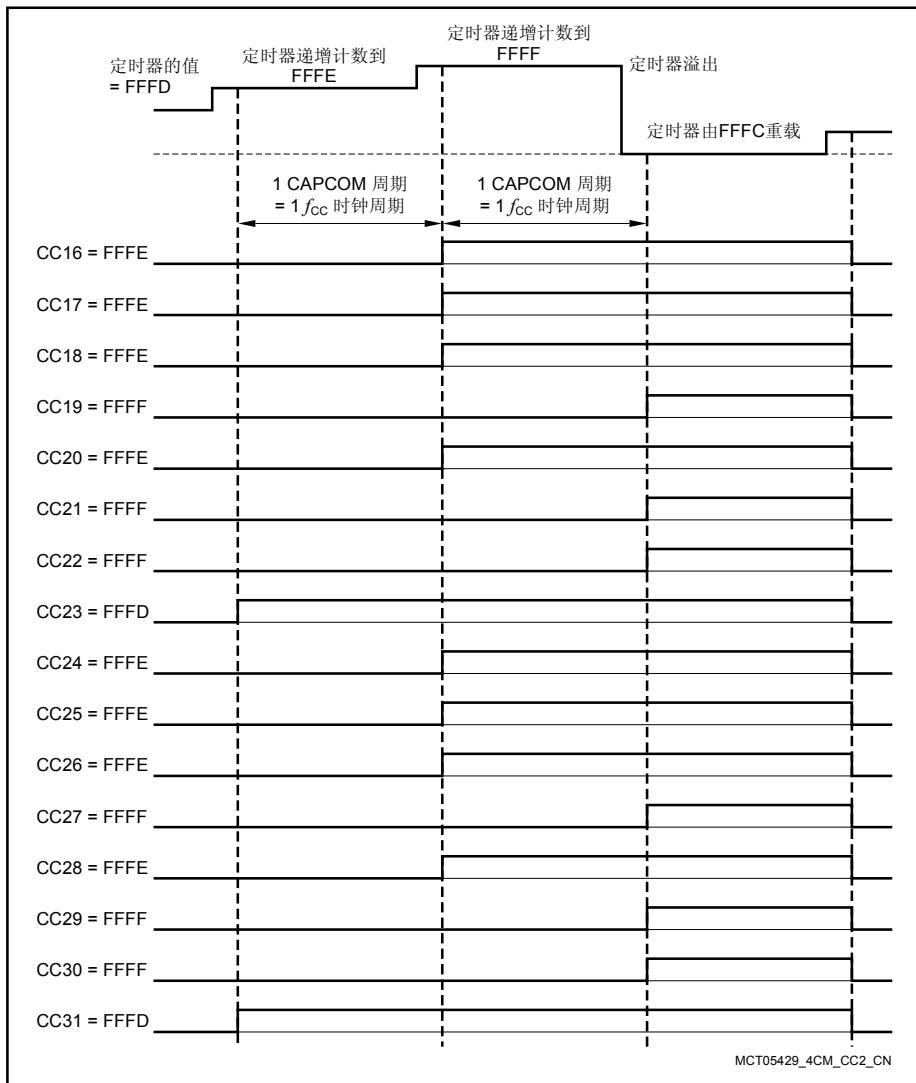 定时器递增计数到
FFFF
定时器递增计数到
FFFE
定时器的值
= FFFD
定时器溢出
定时器由FFFC重载
1 CAPCOM 周期
= 1 fCC 时钟周期
1 CAPCOM 周期
= 1 fCC 时钟周期
CC16 = FFFE
CC17 = FFFE
CC18 = FFFE
CC19 = FFFF
CC20 = FFFE
CC21 = FFFF
CC22 = FFFF
CC23 = FFFD
CC24 = FFFE
CC25 = FFFE
CC26 = FFFE
CC27 = FFFF
CC28 = FFFE
CC29 = FFFF
CC30 = FFFF
CC31 = FFFD
MCT05429_4CM_CC2_CN